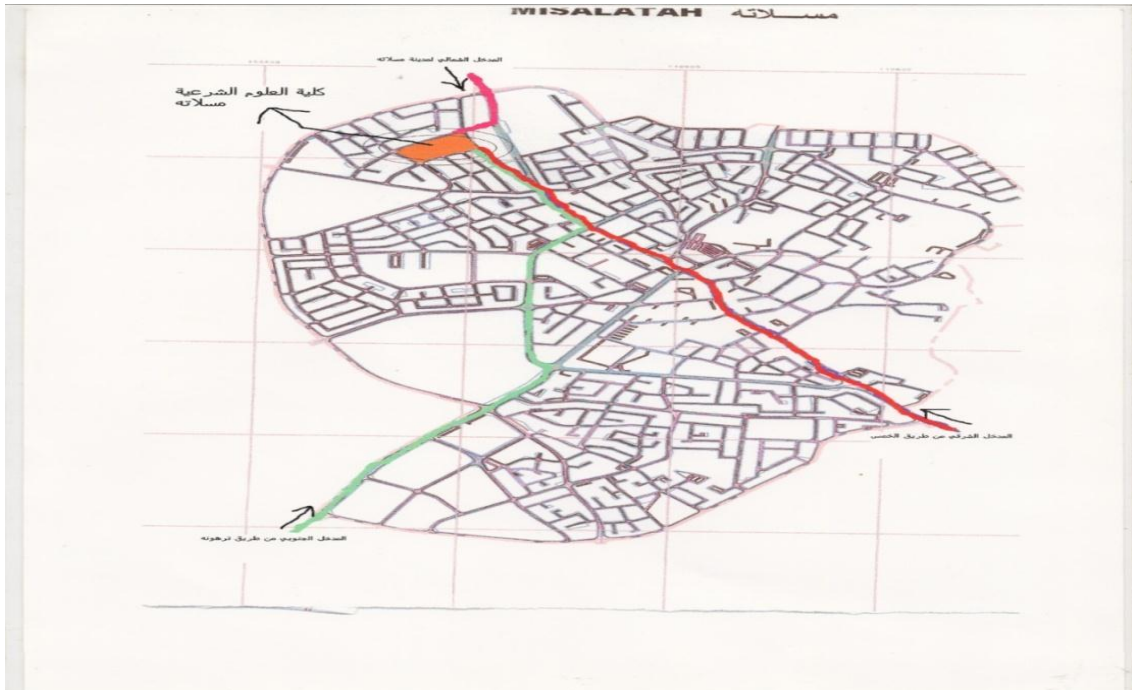 MISALATAH مسلاته
المدخل الشمالي لمدينة مسلاته
كلية العلوم الشرعية
مسلاته
المدخل الشرقي من طريق الخمس
المدخل الجنوبي من طريق ترهونه